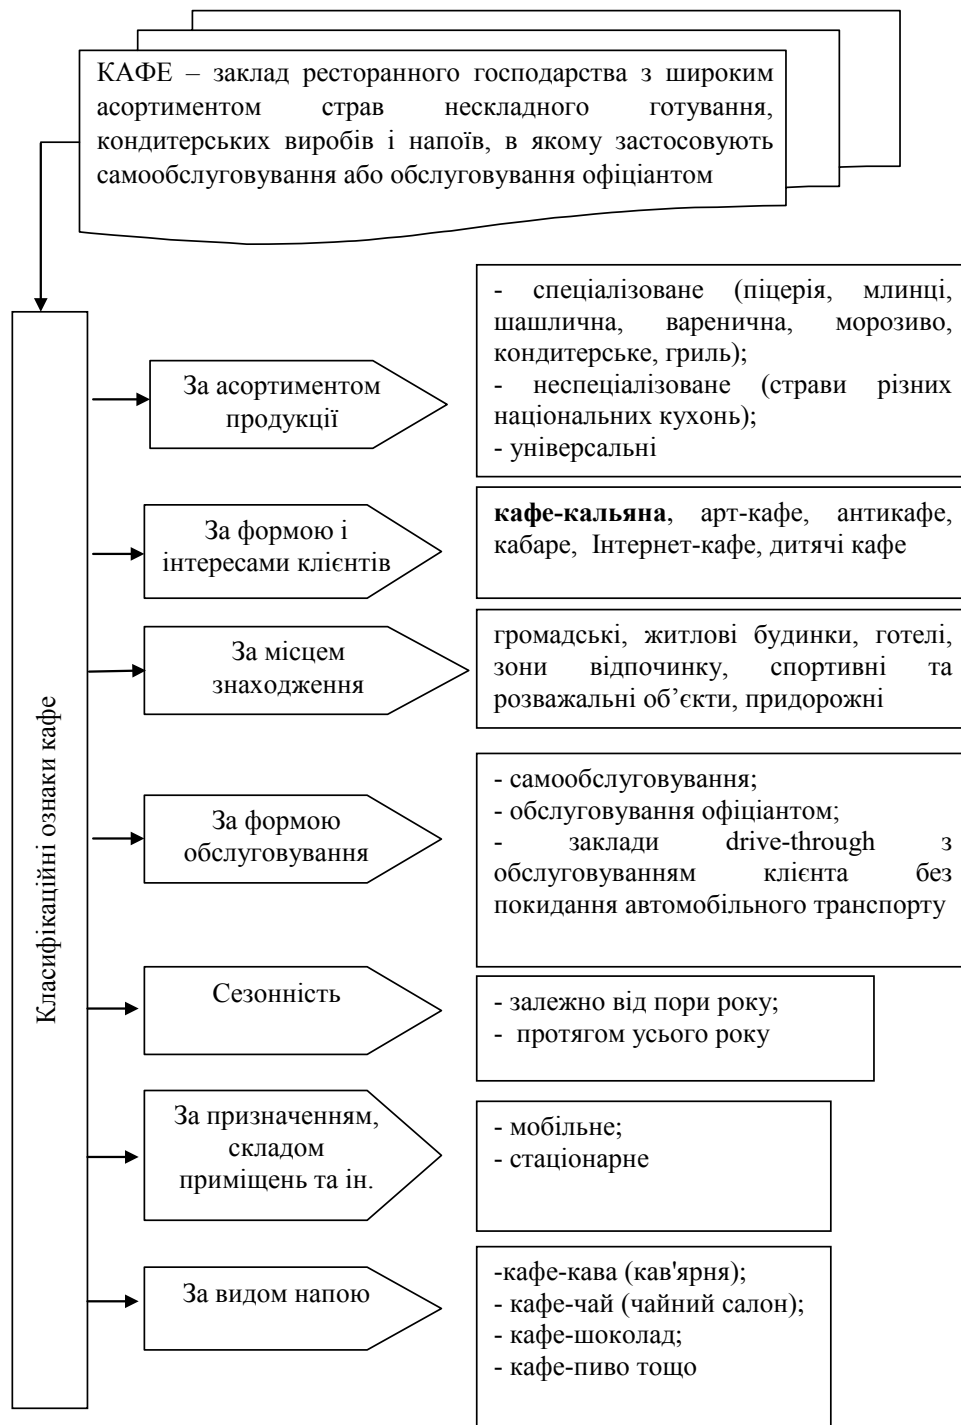 КАФЕ – заклад ресторанного господарства з широким
асортиментом страв нескладного готування,
кондитерських виробів і напоїв, в якому застосовують
самообслуговування або обслуговування офіціантом
Класифікаційні ознаки кафе
За асортиментом
продукції
- спеціалізоване (піцерія, млинці,
шашлична, варенична, морозиво,
кондитерське, гриль);
- неспеціалізоване (страви різних
національних кухонь);
- універсальні
За формою і
інтересами клієнтів
кафе-кальяна, арт-кафе, антикафе,
кабаре, Інтернет-кафе, дитячі кафе
За місцем
знаходження
громадські, житлові будинки, готелі,
зони відпочинку, спортивні та
розважальні об’єкти, придорожні
За формою
обслуговування
- самообслуговування;
- обслуговування офіціантом;
- заклади drive-through з
обслуговуванням клієнта без
покидання автомобільного транспорту
Сезонність
- залежно від пори року;
- протягом усього року
За призначенням,
складом
приміщень та ін.
- мобільне;
- стаціонарне
За видом напою
-кафе-кава (кав'ярня);
- кафе-чай (чайний салон);
- кафе-шоколад;
- кафе-пиво тощо